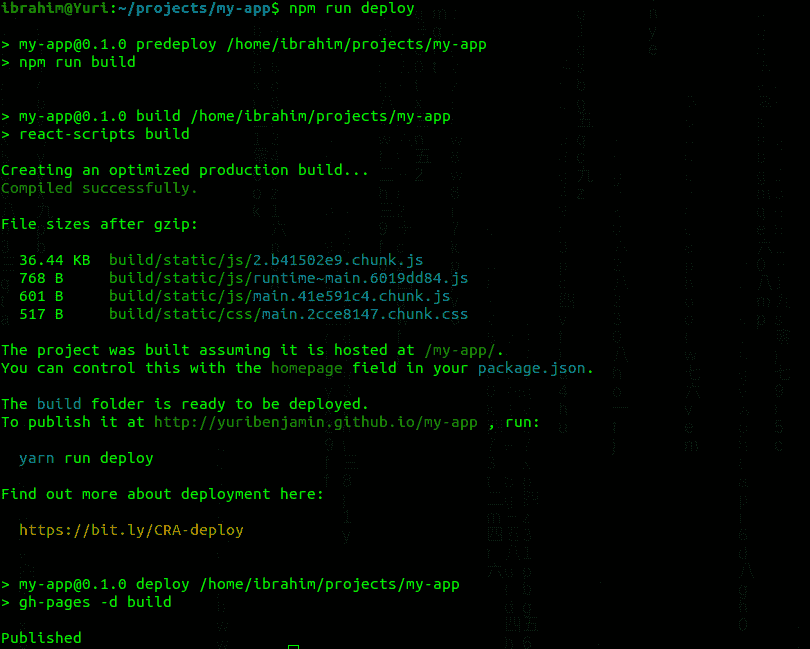 ibrahim@Yuri:~/projects/my-app$ npm run deploy
> my-app@0.1.0 predeploy /home/ibrahim/projects/my-app
> npm run build
> my-app@0.1.0 build /home/ibrahim/projects/my-app
> react-scripts build
Creating an optimized production build...
Compiled successfully.
File sizes after gzip:
36.44 KB  build/static/js/2.b41502e9.chunk.js
768 B     build/static/js/runtime~main.6019dd84.js
601 B     build/static/js/main.41e591c4.chunk.js
517 B     build/static/css/main.2cce8147.chunk.css
The project was built assuming it is hosted at /my-app/.
You can control this with the homepage field in your package.json.
The build folder is ready to be deployed.
To publish it at http://yuribenjamin.github.io/my-app , run:
yarn run deploy
Find out more about deployment here:
https://bit.ly/CRA-deploy
> my-app@0.1.0 deploy /home/ibrahim/projects/my-app
> gh-pages -d build
Published